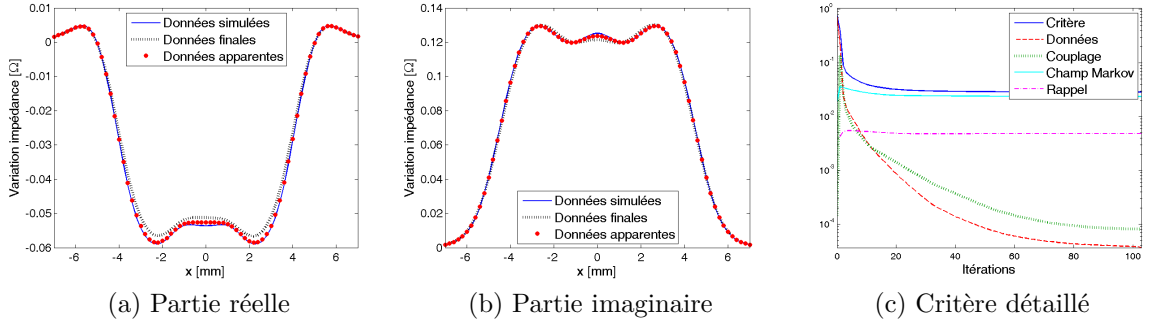 0.01
0
-0.01
-0.02
-0.03
-0.04
-0.05
-0.06
Variation impédance [Ω]
Données simulées
Données finales
Données apparentes
-6 -4 -2 0 2 4 6
x [mm]
(a) Partie réelle
0.14
0.12
0.10
0.08
0.06
0.04
0.02
0
Variation impédance [Ω]
Données simulées
Données finales
Données apparentes
-6 -4 -2 0 2 4 6
x [mm]
(b) Partie imaginaire
10^0
10^-1
10^-2
10^-3
10^-4
Critère
Données
Couplage
Champ Markov
Rappel
0 20 40 60 80 100
Itérations
(c) Critère détaillé